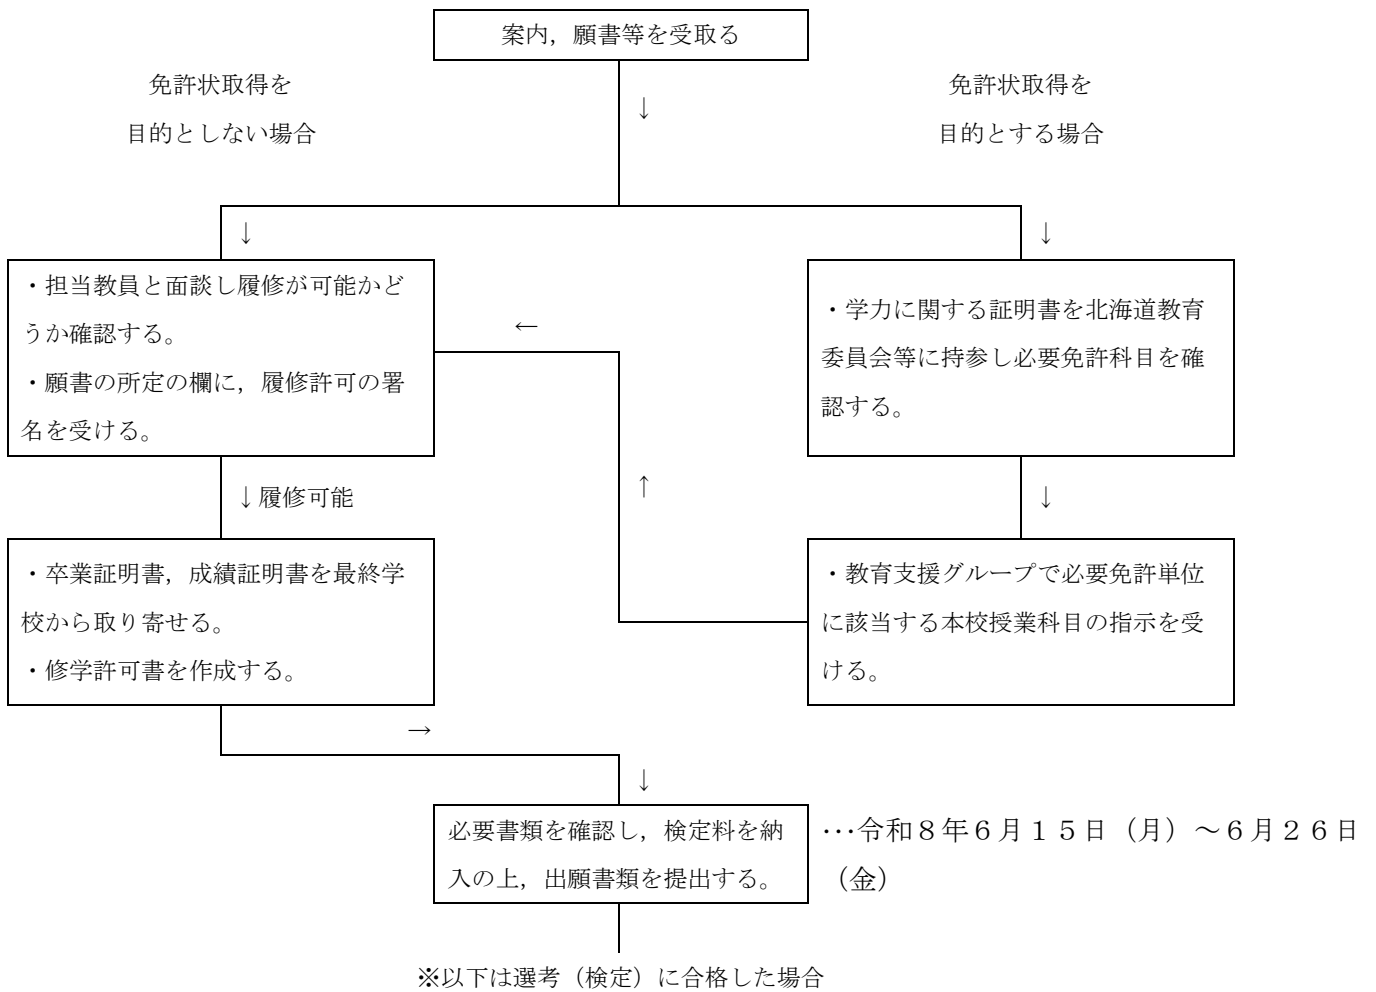 案内，願書等を受取る
免許状取得を
目的としない場合
免許状取得を
目的とする場合
↓
↓
↓
・担当教員と面談し履修が可能かど
うか確認する。
・願書の所定の欄に，履修許可の署
名を受ける。
←
・学力に関する証明書を北海道教育
委員会等に持参し必要免許科目を確
認する。
↓履修可能
↑
↓
・卒業証明書，成績証明書を最終学
校から取り寄せる。
・修学許可書を作成する。
・教育支援グループで必要免許単位
に該当する本校授業科目の指示を受
ける。
→
↓
必要書類を確認し，検定料を納
入の上，出願書類を提出する。
…令和８年６月１５日（月）～６月２６日
（金）
※以下は選考（検定）に合格した場合